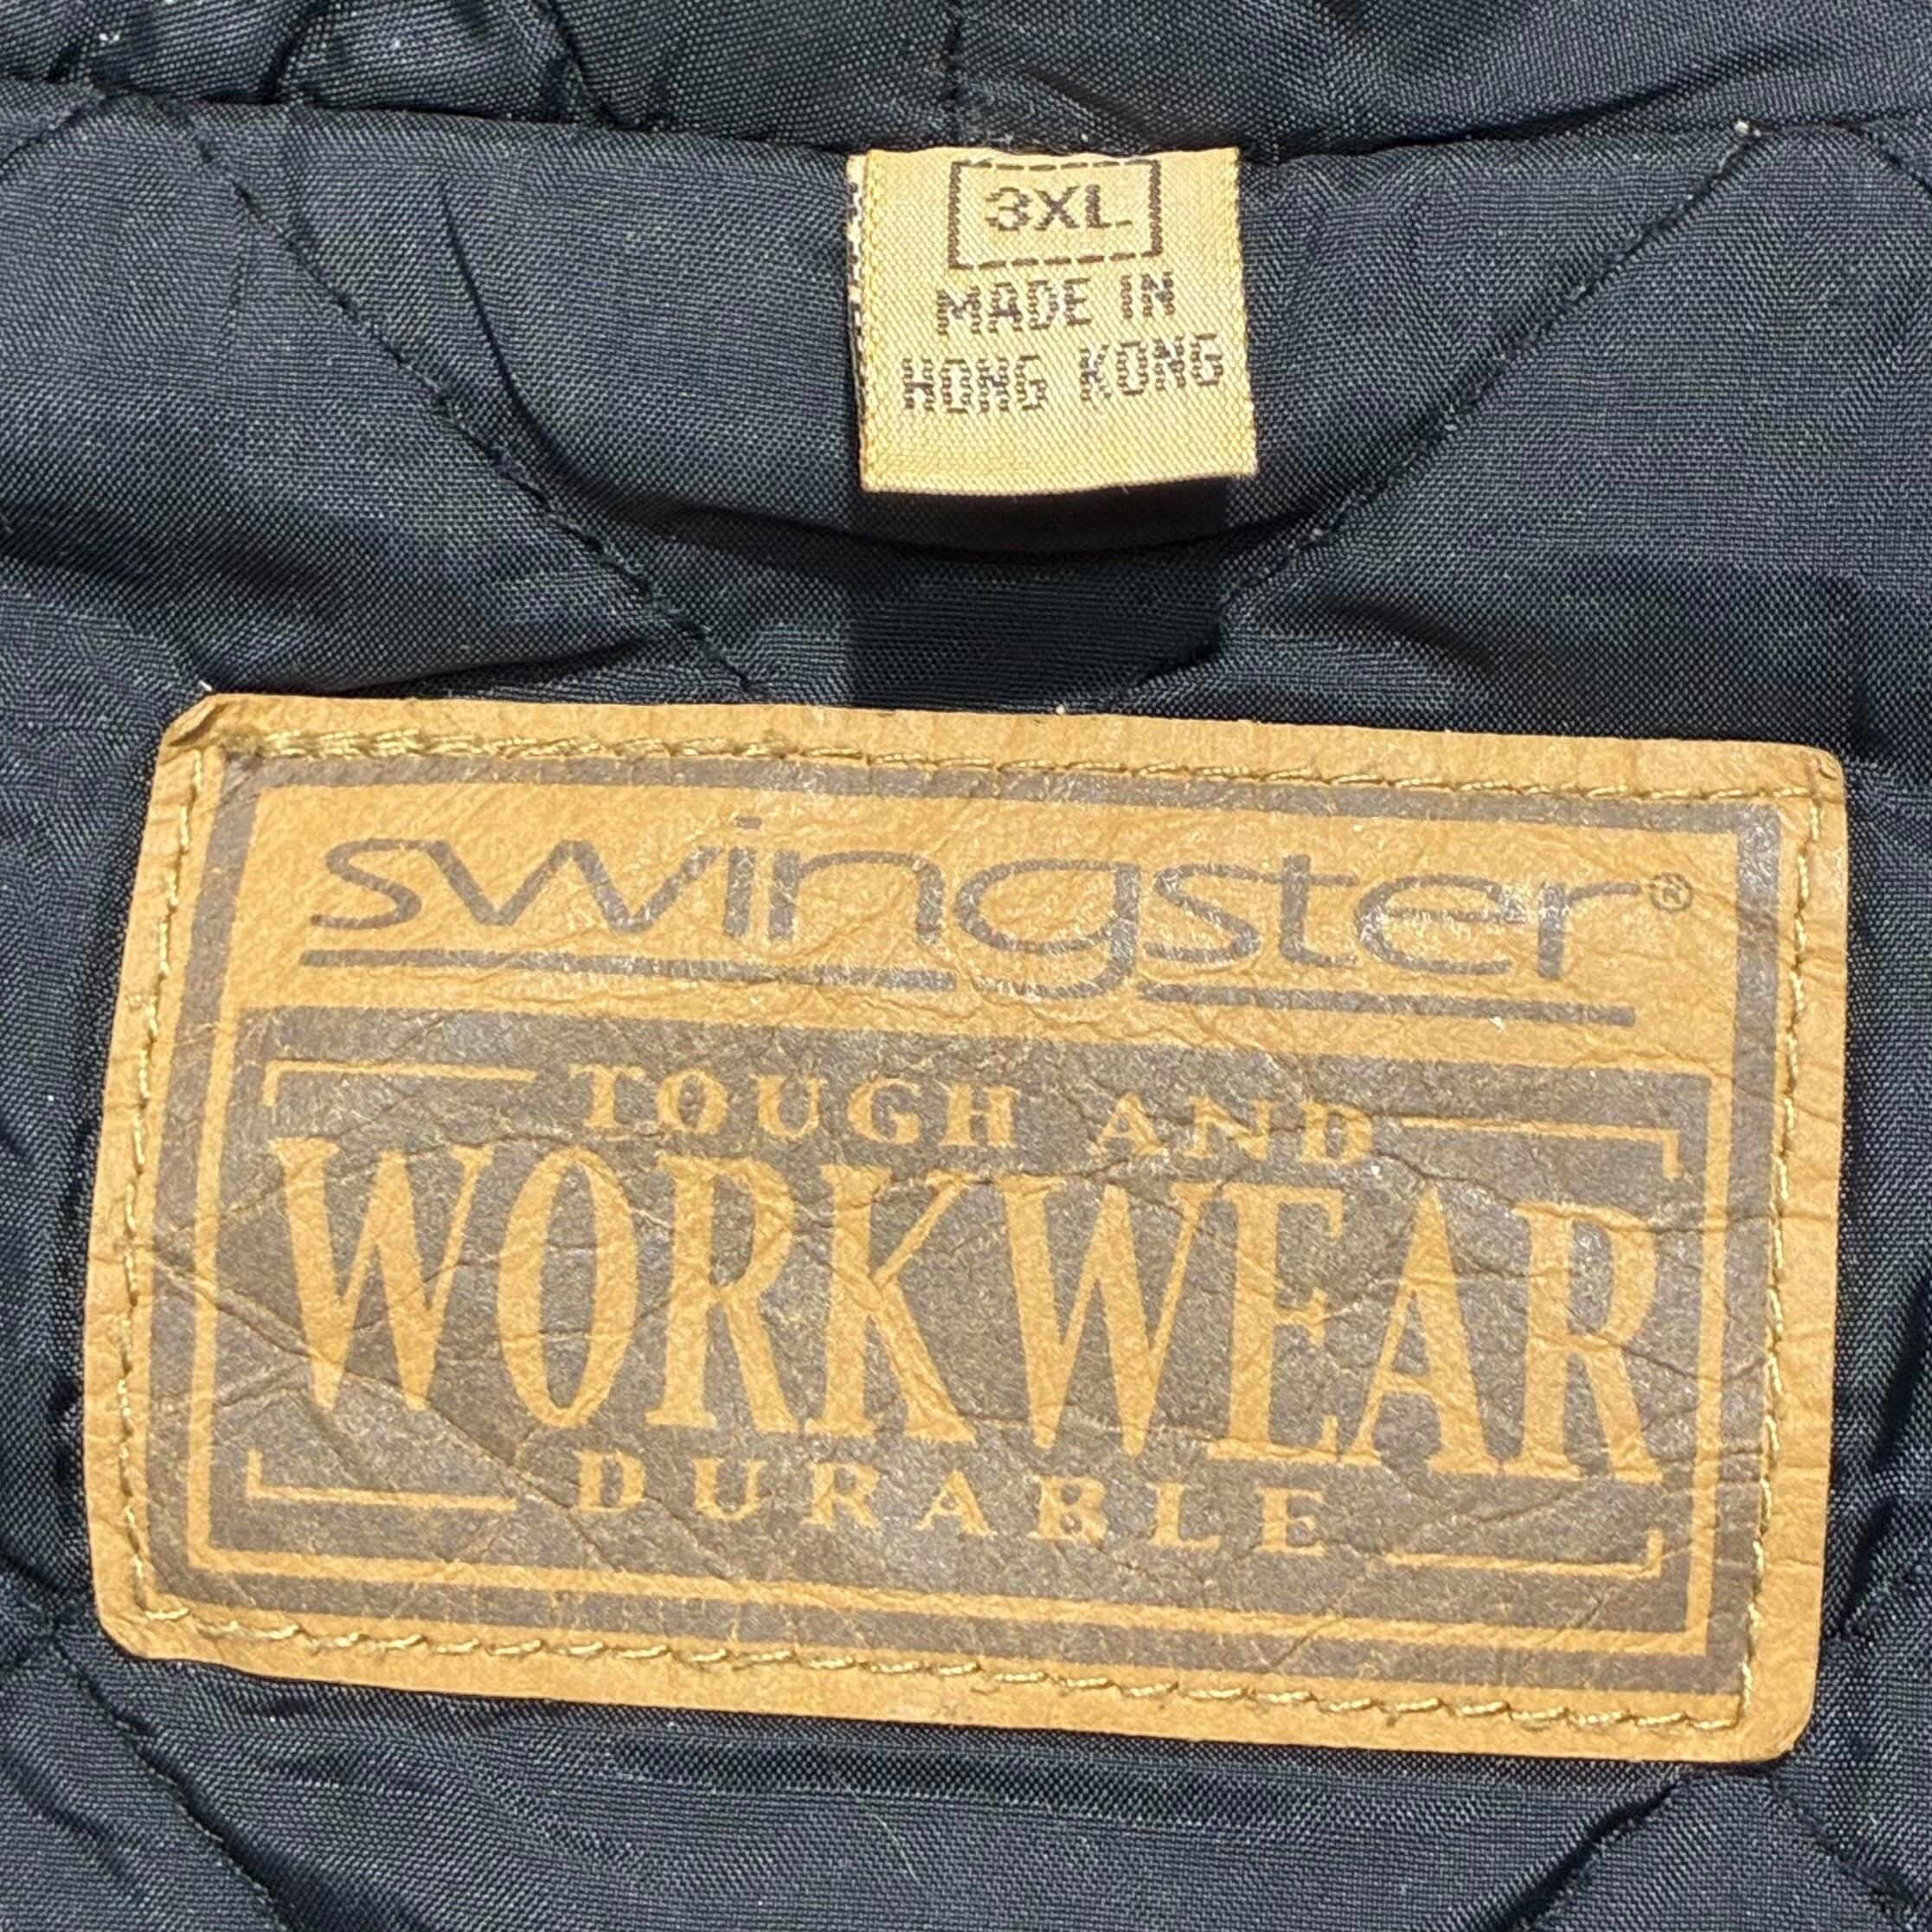 3XL
MADE IN
HONG KONG
swingster®
TOUGH AND
WORKWEAR
DURABLE